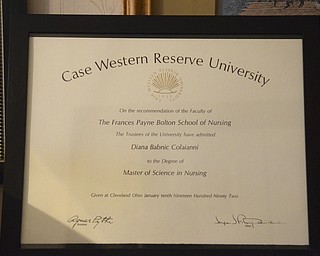 Case Western Reserve University
On the recommendation of the Faculty of
The Frances Payne Bolton School of Nursing
The Trustees of the University have admitted
Diana Babnic Colaianni
to the Degree of
Master of Science in Nursing
Given at Cleveland Ohio January tenth Nineteen Hundred Ninety Two